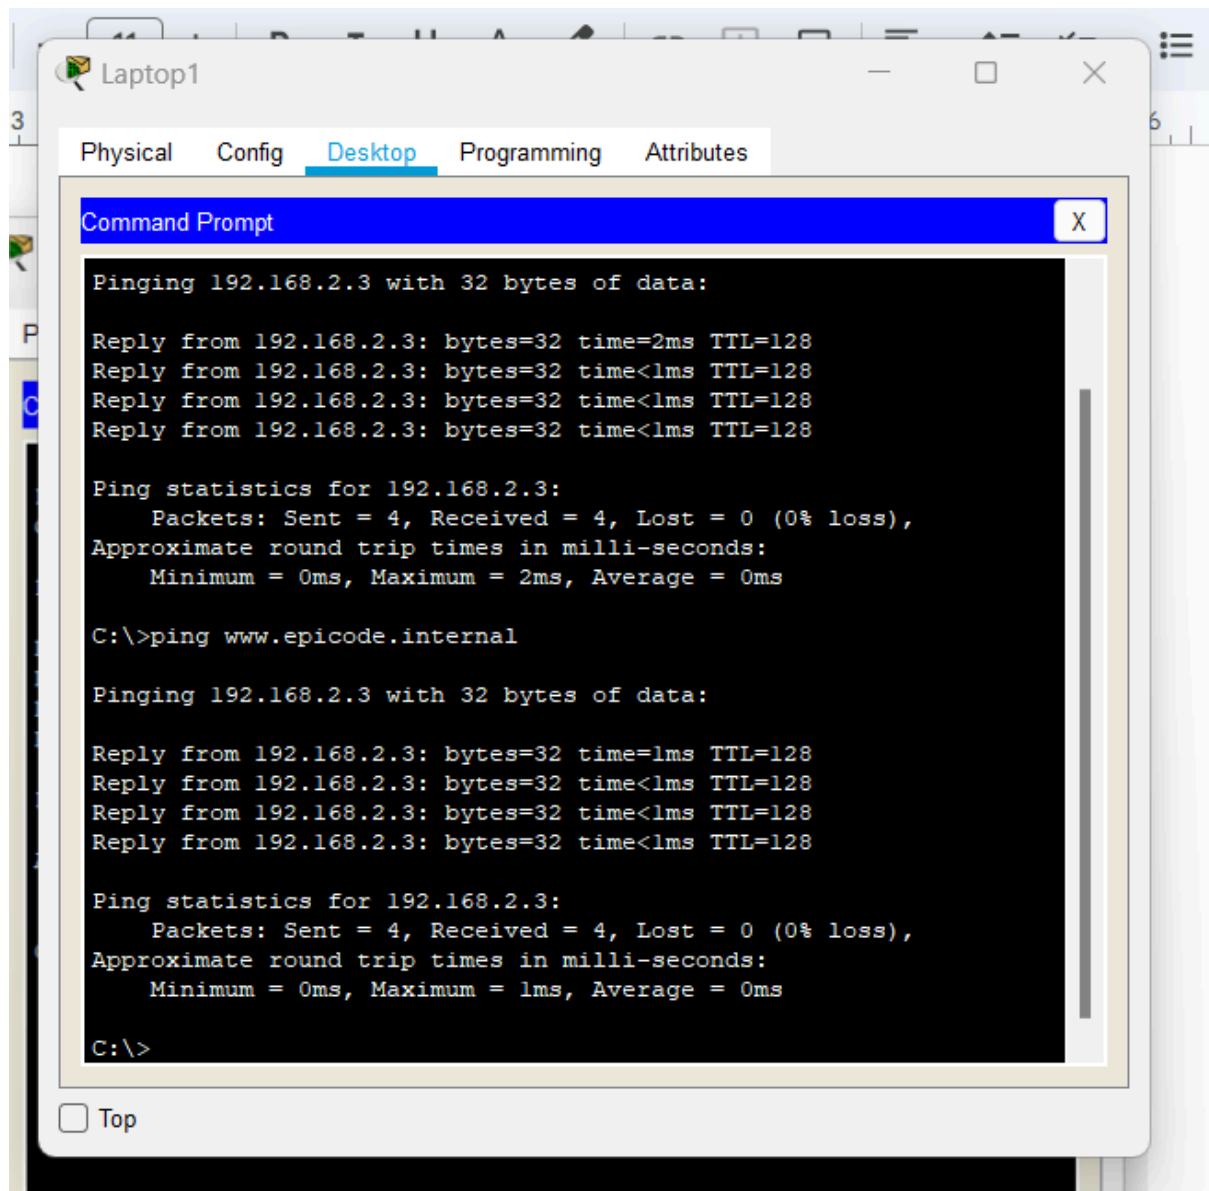 11
3
6
Laptop1
Physical Config Desktop Programming Attributes
Command Prompt X
Pinging 192.168.2.3 with 32 bytes of data:
Reply from 192.168.2.3: bytes=32 time=2ms TTL=128
Reply from 192.168.2.3: bytes=32 time<1ms TTL=128
Reply from 192.168.2.3: bytes=32 time<1ms TTL=128
Reply from 192.168.2.3: bytes=32 time<1ms TTL=128
Ping statistics for 192.168.2.3:
Packets: Sent = 4, Received = 4, Lost = 0 (0% loss),
Approximate round trip times in milli-seconds:
Minimum = 0ms, Maximum = 2ms, Average = 0ms
C:\>ping www.epicode.internal
Pinging 192.168.2.3 with 32 bytes of data:
Reply from 192.168.2.3: bytes=32 time=1ms TTL=128
Reply from 192.168.2.3: bytes=32 time<1ms TTL=128
Reply from 192.168.2.3: bytes=32 time<1ms TTL=128
Reply from 192.168.2.3: bytes=32 time<1ms TTL=128
Ping statistics for 192.168.2.3:
Packets: Sent = 4, Received = 4, Lost = 0 (0% loss),
Approximate round trip times in milli-seconds:
Minimum = 0ms, Maximum = 1ms, Average = 0ms
C:\>
Top